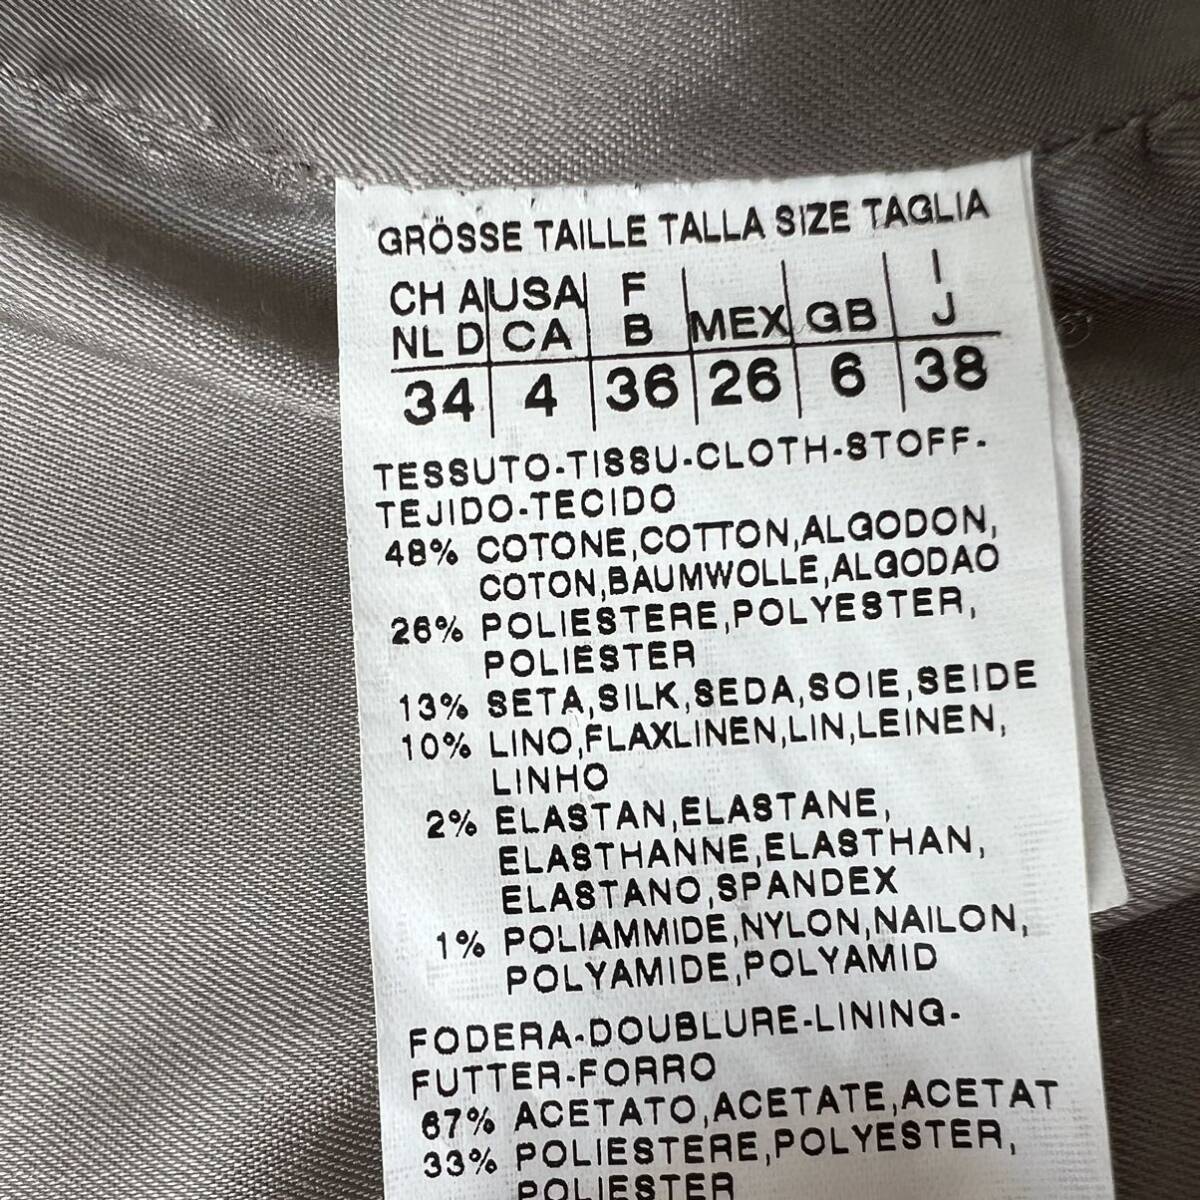 GRÖSSE TAILLE TALLA SIZE TAGLIA
CH A USA F MEX GB I
NL D CA B J
34 4 36 26 6 38
TESSUTO-TISSU-CLOTH-STOFF-
TEJIDO-TECIDO
48% COTONE,COTTON,ALGODON,
COTON,BAUMWOLLE,ALGODAO
26% POLIESTERE,POLYESTER,
POLIESTER
13% SETA,SILK,SEDA,SOIE,SEIDE
10% LINO,FLAXLINEN,LIN,LEINEN,
LINHO
2% ELASTAN,ELASTANE,
ELASTHANNE,ELASTHAN,
ELASTANO,SPANDEX
1% POLIAMMIDE,NYLON,NAILON,
POLYAMIDE,POLYAMID
FODERA-DOUBLURE-LINING-
FUTTER-FORRO
67% ACETATO,ACETATE,ACETAT
33% POLIESTERE,POLYESTER,
POLIESTER